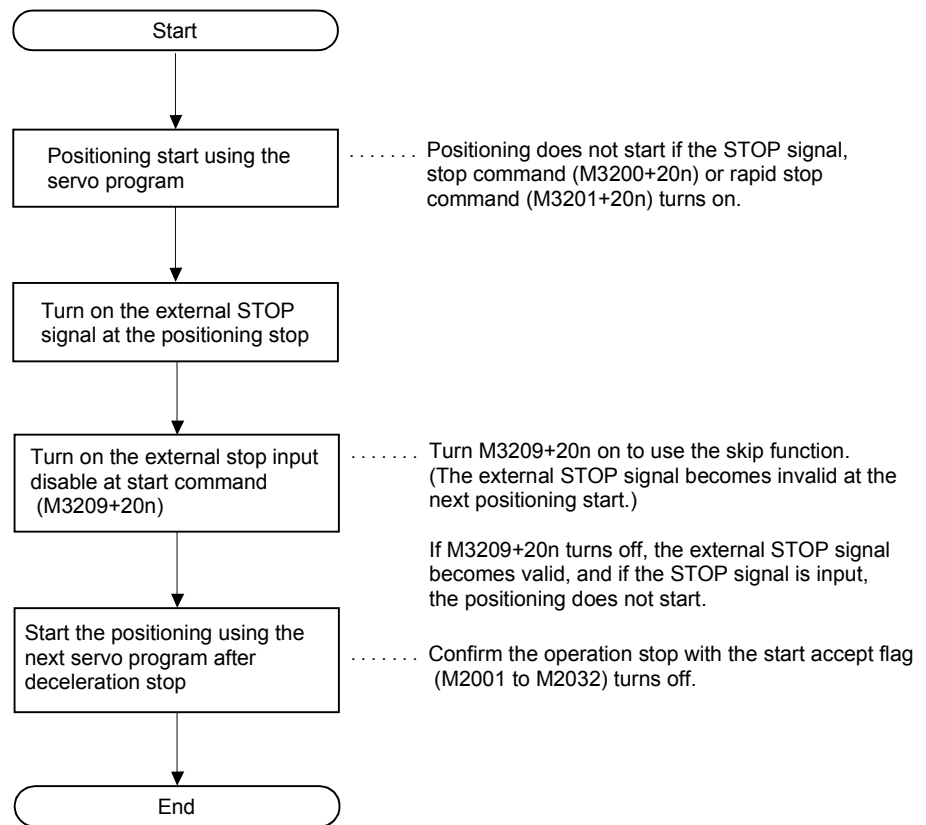 Start
Positioning start using the
servo program
. . . . . . . Positioning does not start if the STOP signal,
stop command (M3200+20n) or rapid stop
command (M3201+20n) turns on.
Turn on the external STOP
signal at the positioning stop
Turn on the external stop input
disable at start command
(M3209+20n)
. . . . . . . Turn M3209+20n on to use the skip function.
(The external STOP signal becomes invalid at the
next positioning start.)
If M3209+20n turns off, the external STOP signal
becomes valid, and if the STOP signal is input,
the positioning does not start.
Start the positioning using the
next servo program after
deceleration stop
. . . . . . . Confirm the operation stop with the start accept flag
(M2001 to M2032) turns off.
End